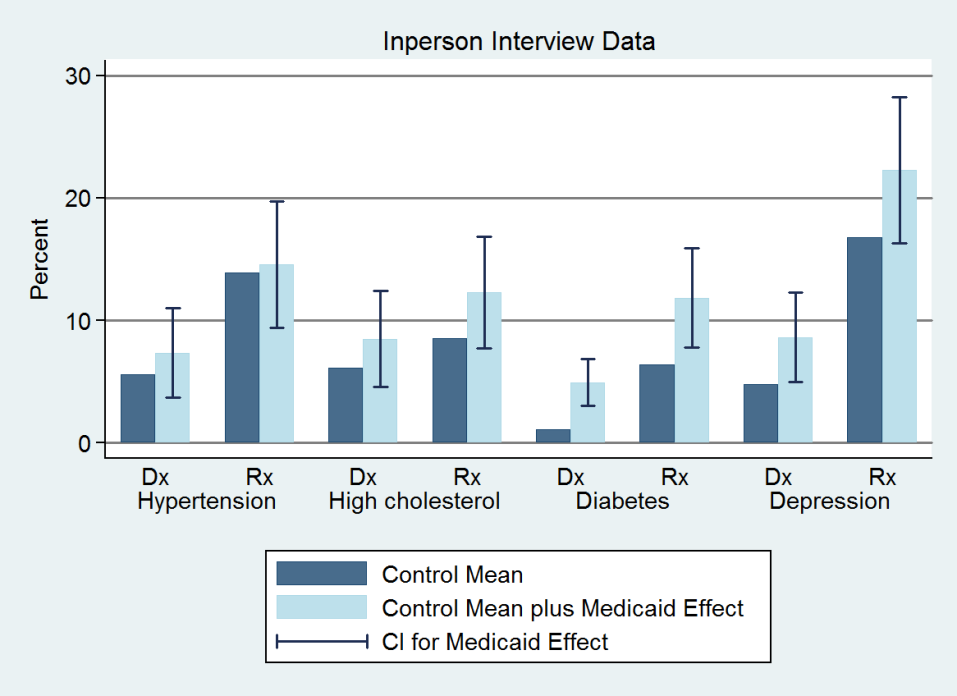 Inperson Interview Data
30
20
10
0
Percent
Dx Rx Dx Rx Dx Rx Dx Rx
Hypertension High cholesterol Diabetes Depression
Control Mean
Control Mean plus Medicaid Effect
CI for Medicaid Effect